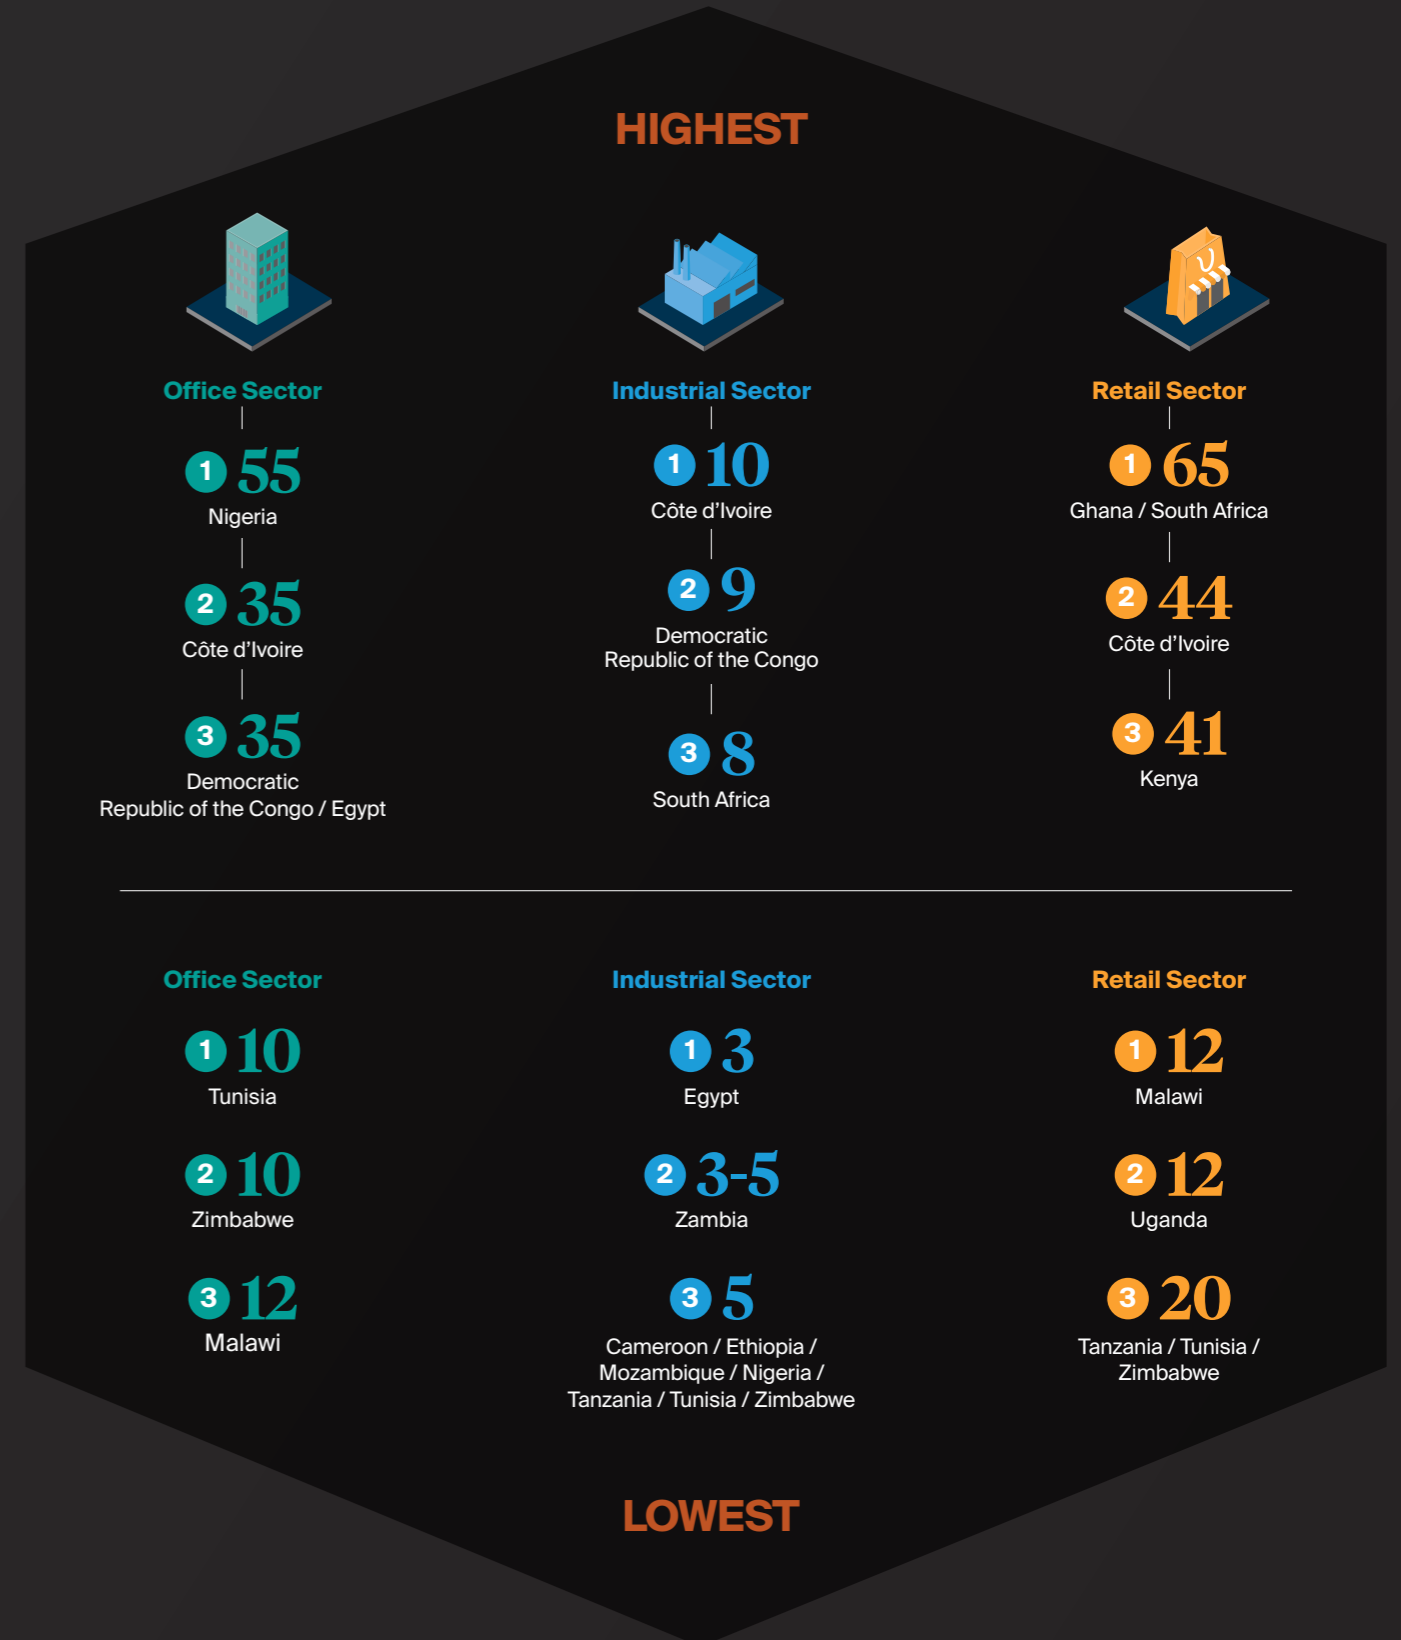 HIGHEST
Office Sector
1 55
Nigeria
2 35
Côte d’Ivoire
3 35
Democratic
Republic of the Congo / Egypt
Industrial Sector
1 10
Côte d’Ivoire
2 9
Democratic
Republic of the Congo
3 8
South Africa
Retail Sector
1 65
Ghana / South Africa
2 44
Côte d’Ivoire
3 41
Kenya
Office Sector
1 10
Tunisia
2 10
Zimbabwe
3 12
Malawi
Industrial Sector
1 3
Egypt
2 3-5
Zambia
3 5
Cameroon / Ethiopia /
Mozambique / Nigeria /
Tanzania / Tunisia / Zimbabwe
Retail Sector
1 12
Malawi
2 12
Uganda
3 20
Tanzania / Tunisia /
Zimbabwe
LOWEST